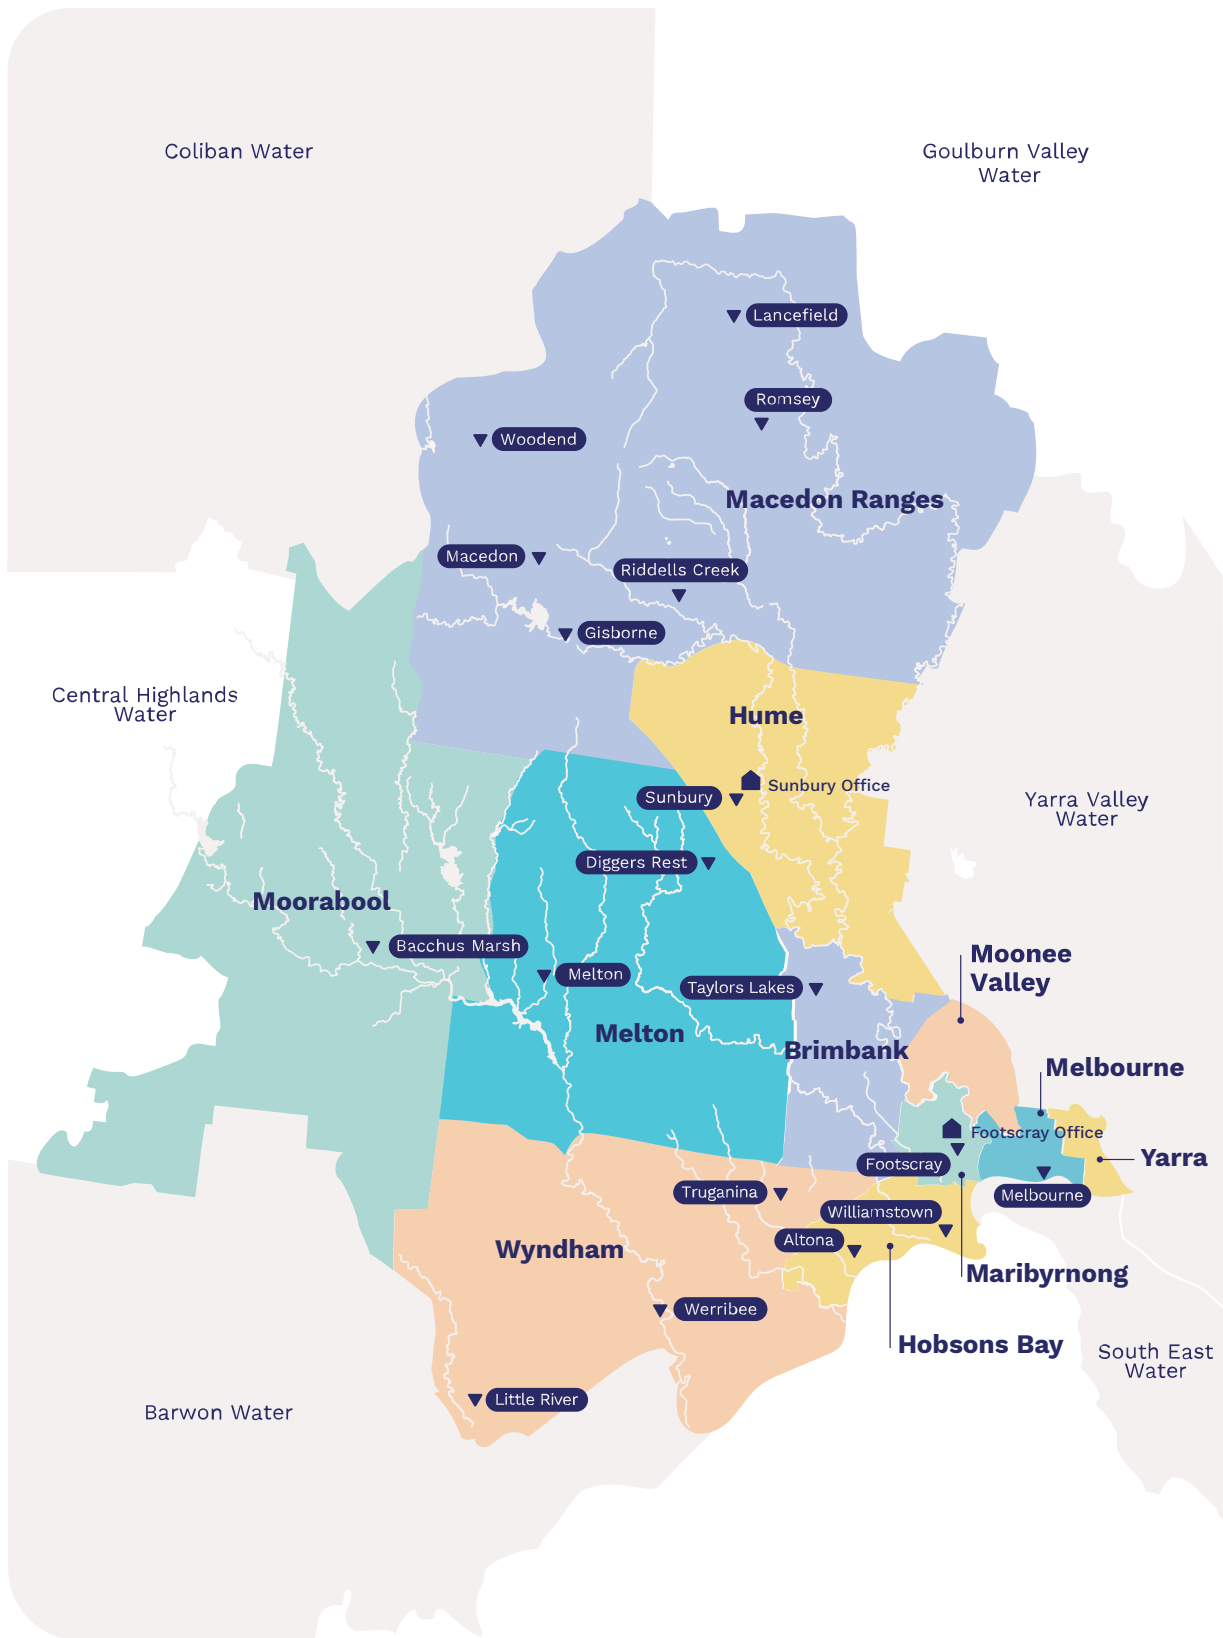 Coliban Water
Goulburn Valley
Water
Lancefield
Romsey
Woodend
Macedon Ranges
Macedon
Riddells Creek
Gisborne
Central Highlands
Water
Hume
Sunbury Office
Sunbury
Yarra Valley
Water
Diggers Rest
Moorabool
Bacchus Marsh
Melton
Taylors Lakes
Moonee
Valley
Melton
Brimbank
Melbourne
Footscray Office
Yarra
Footscray
Truganina
Melbourne
Williamstown
Altona
Wyndham
Maribyrnong
Werribee
Hobsons Bay
South East
Water
Little River
Barwon Water